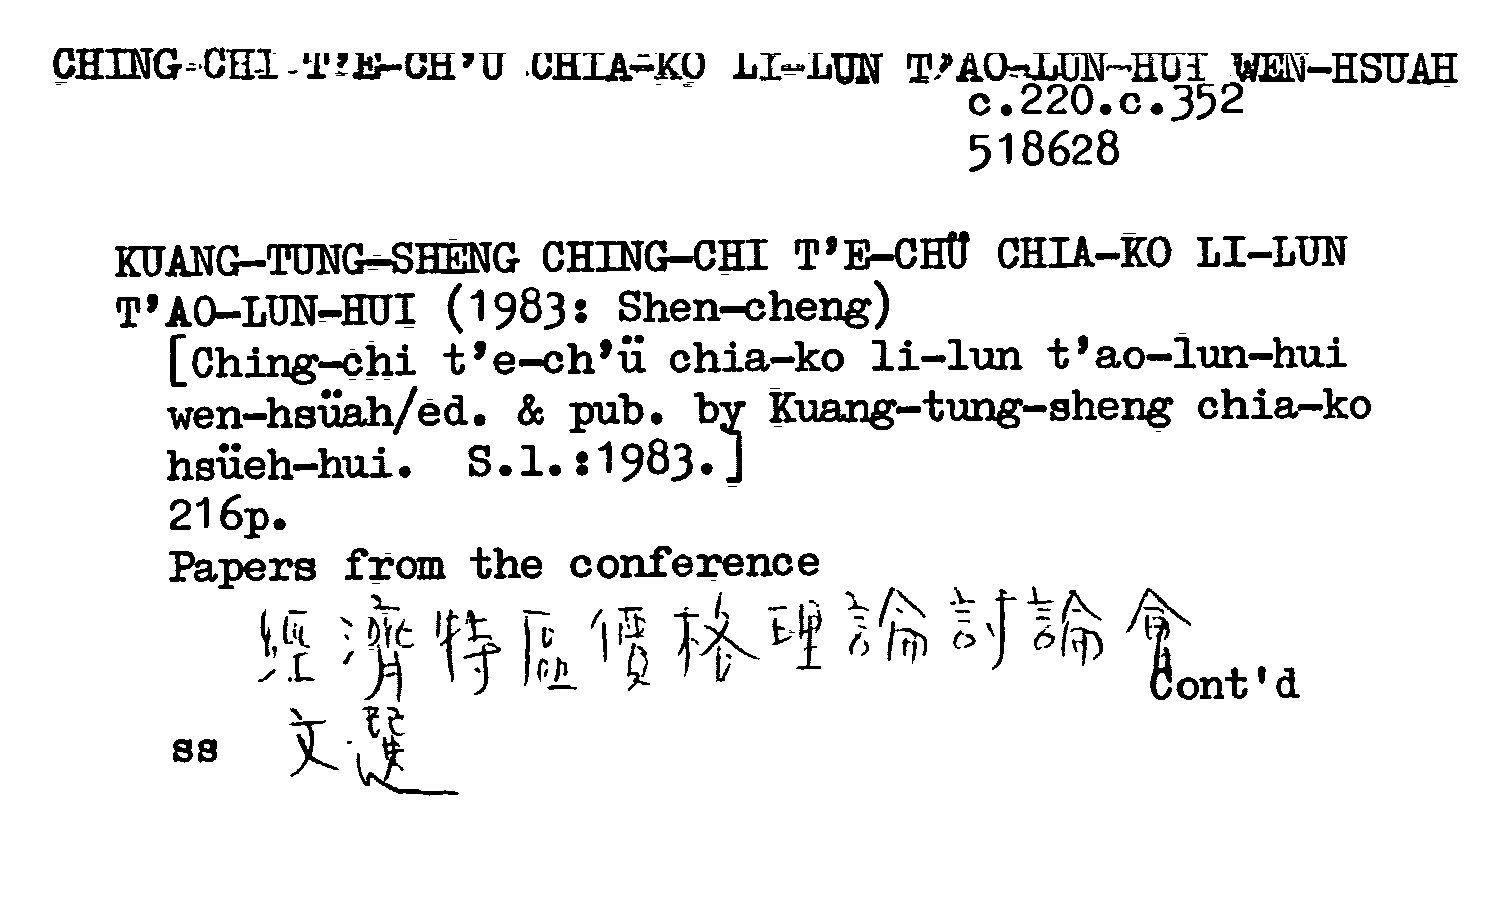 CHING-CHI T'E-CH'U CHIA-KO LI-LUN T'AO-LUN-HUI WEN-HSUAH
c.220.c.352
518628
KUANG-TUNG-SHENG CHING-CHI T'E-CHÜ CHIA-KO LI-LUN
T'AO-LUN-HUI (1983: Shen-cheng)
[Ching-chi t'e-ch'ü chia-ko li-lun t'ao-lun-hui
wen-hsüah/ed. & pub. by Kuang-tung-sheng chia-ko
hsüeh-hui. S.l.:1983.]
216p.
Papers from the conference
經濟特區價格理論討論會
Cont'd
ss 文選